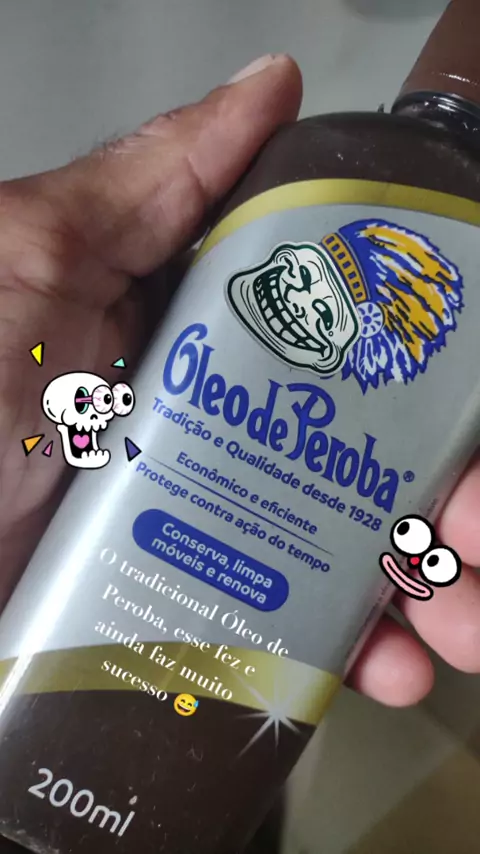 Óleo de Peroba®
Tradição e Qualidade desde 1928
Econômico e eficiente
Protege contra ação do tempo
Conserva, limpa
móveis e renova
O tradicional Óleo de
Peroba, esse fez e
ainda faz muito
sucesso 😅
200ml